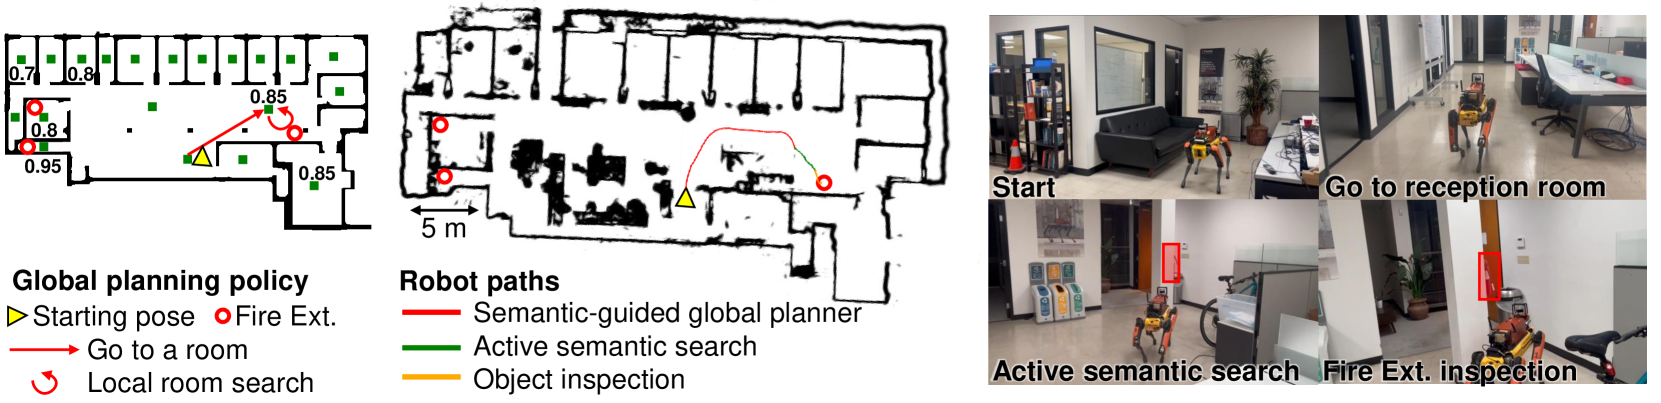 0.7
0.8
0.85
0.8
0.95
0.85
5 m
Global planning policy
Starting pose
Fire Ext.
Go to a room
Local room search
Robot paths
Semantic-guided global planner
Active semantic search
Object inspection
Start
Go to reception room
Active semantic search
Fire Ext. inspection